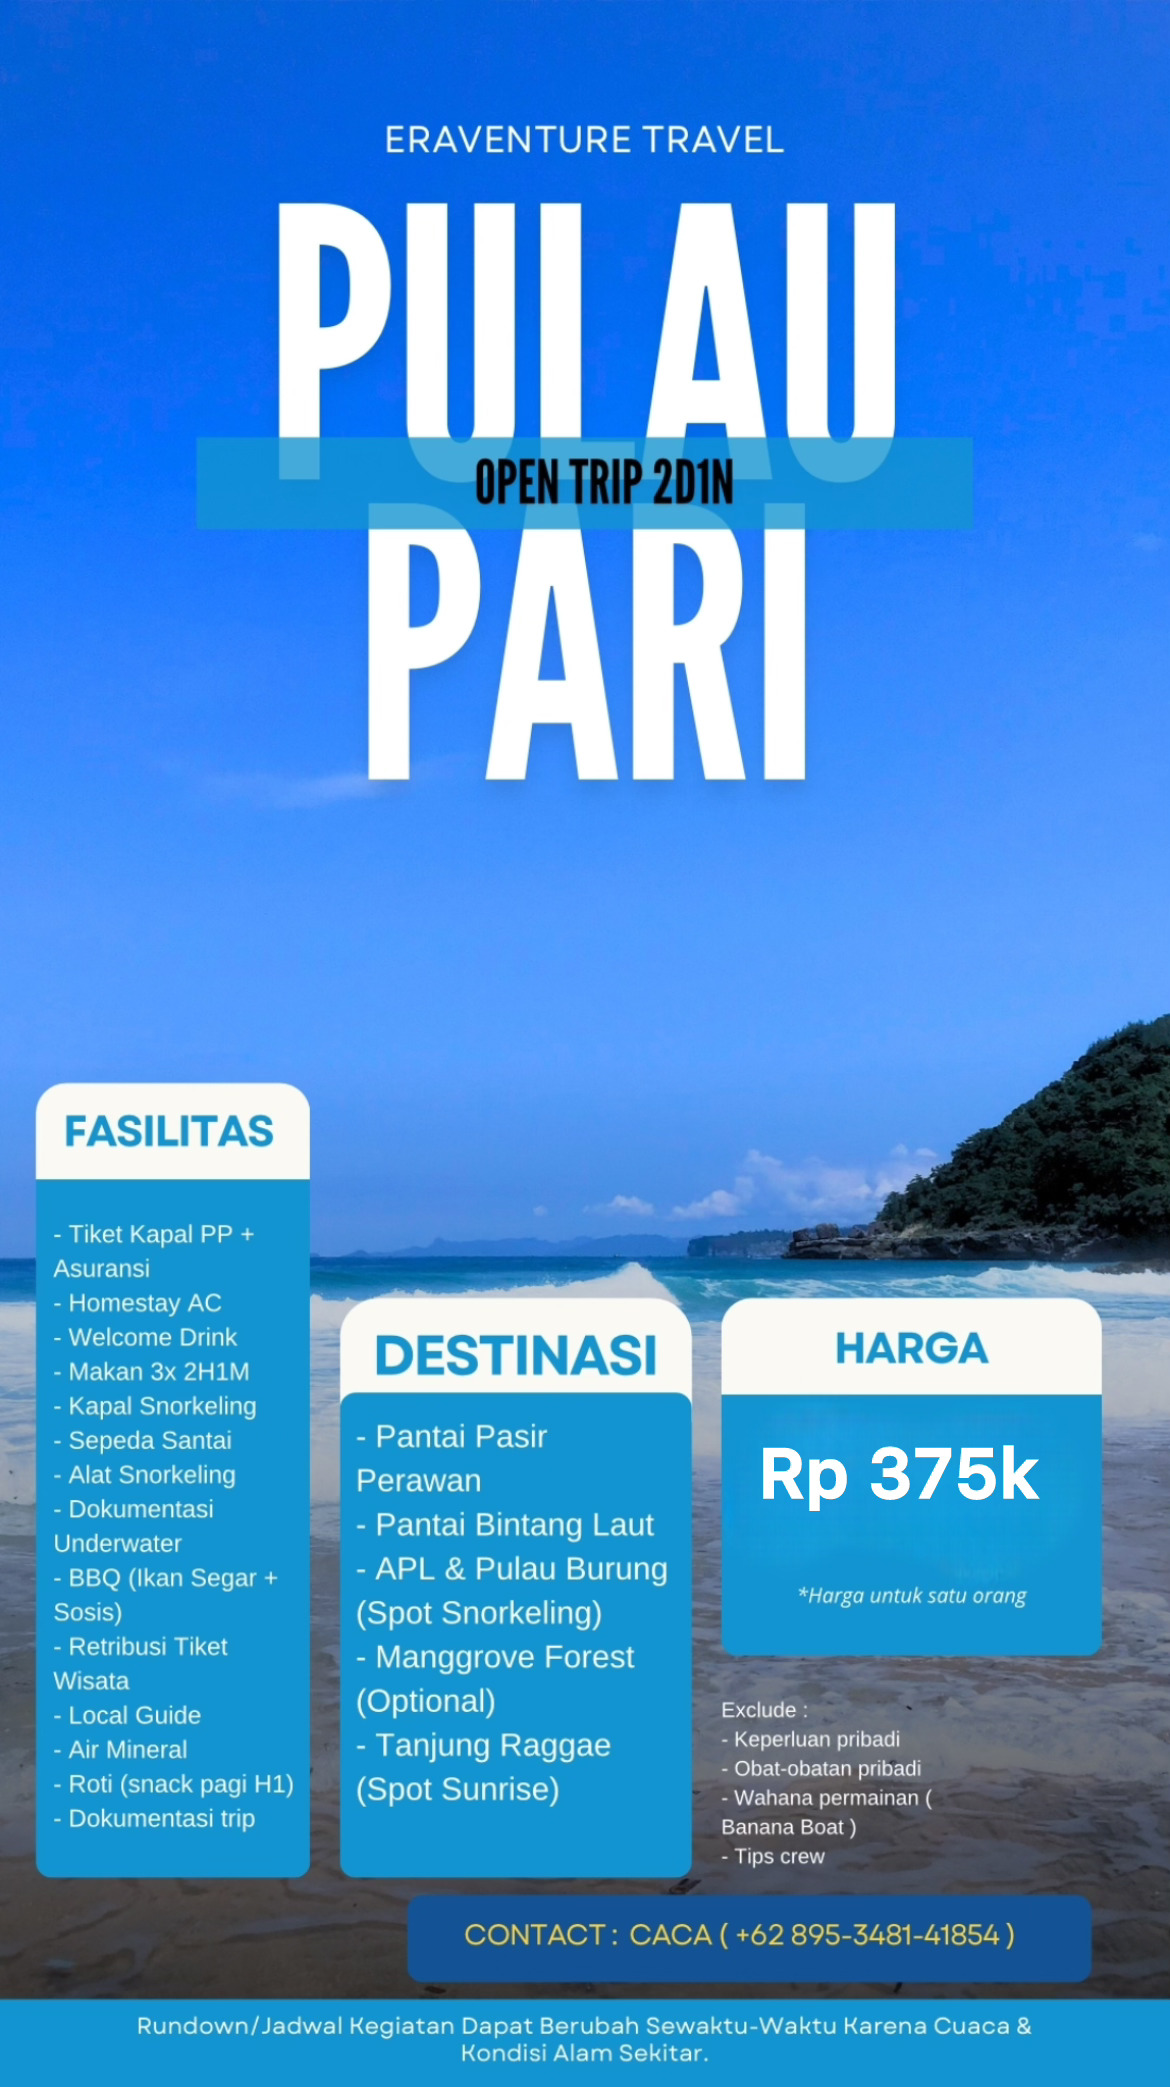 ERAVENTURE TRAVEL
PULAU
OPEN TRIP 2D1N
PARI
FASILITAS
- Tiket Kapal PP +
Asuransi
- Homestay AC
- Welcome Drink
- Makan 3x 2H1M
- Kapal Snorkeling
- Sepeda Santai
- Alat Snorkeling
- Dokumentasi
Underwater
- BBQ (Ikan Segar +
Sosis)
- Retribusi Tiket
Wisata
- Local Guide
- Air Mineral
- Roti (snack pagi H1)
- Dokumentasi trip
DESTINASI
- Pantai Pasir
Perawan
- Pantai Bintang Laut
- APL & Pulau Burung
(Spot Snorkeling)
- Manggrove Forest
(Optional)
- Tanjung Raggae
(Spot Sunrise)
HARGA
Rp 375k
*Harga untuk satu orang
Exclude :
- Keperluan pribadi
- Obat-obatan pribadi
- Wahana permainan (
Banana Boat )
- Tips crew
CONTACT : CACA ( +62 895-3481-41854 )
Rundown/Jadwal Kegiatan Dapat Berubah Sewaktu-Waktu Karena Cuaca &
Kondisi Alam Sekitar.